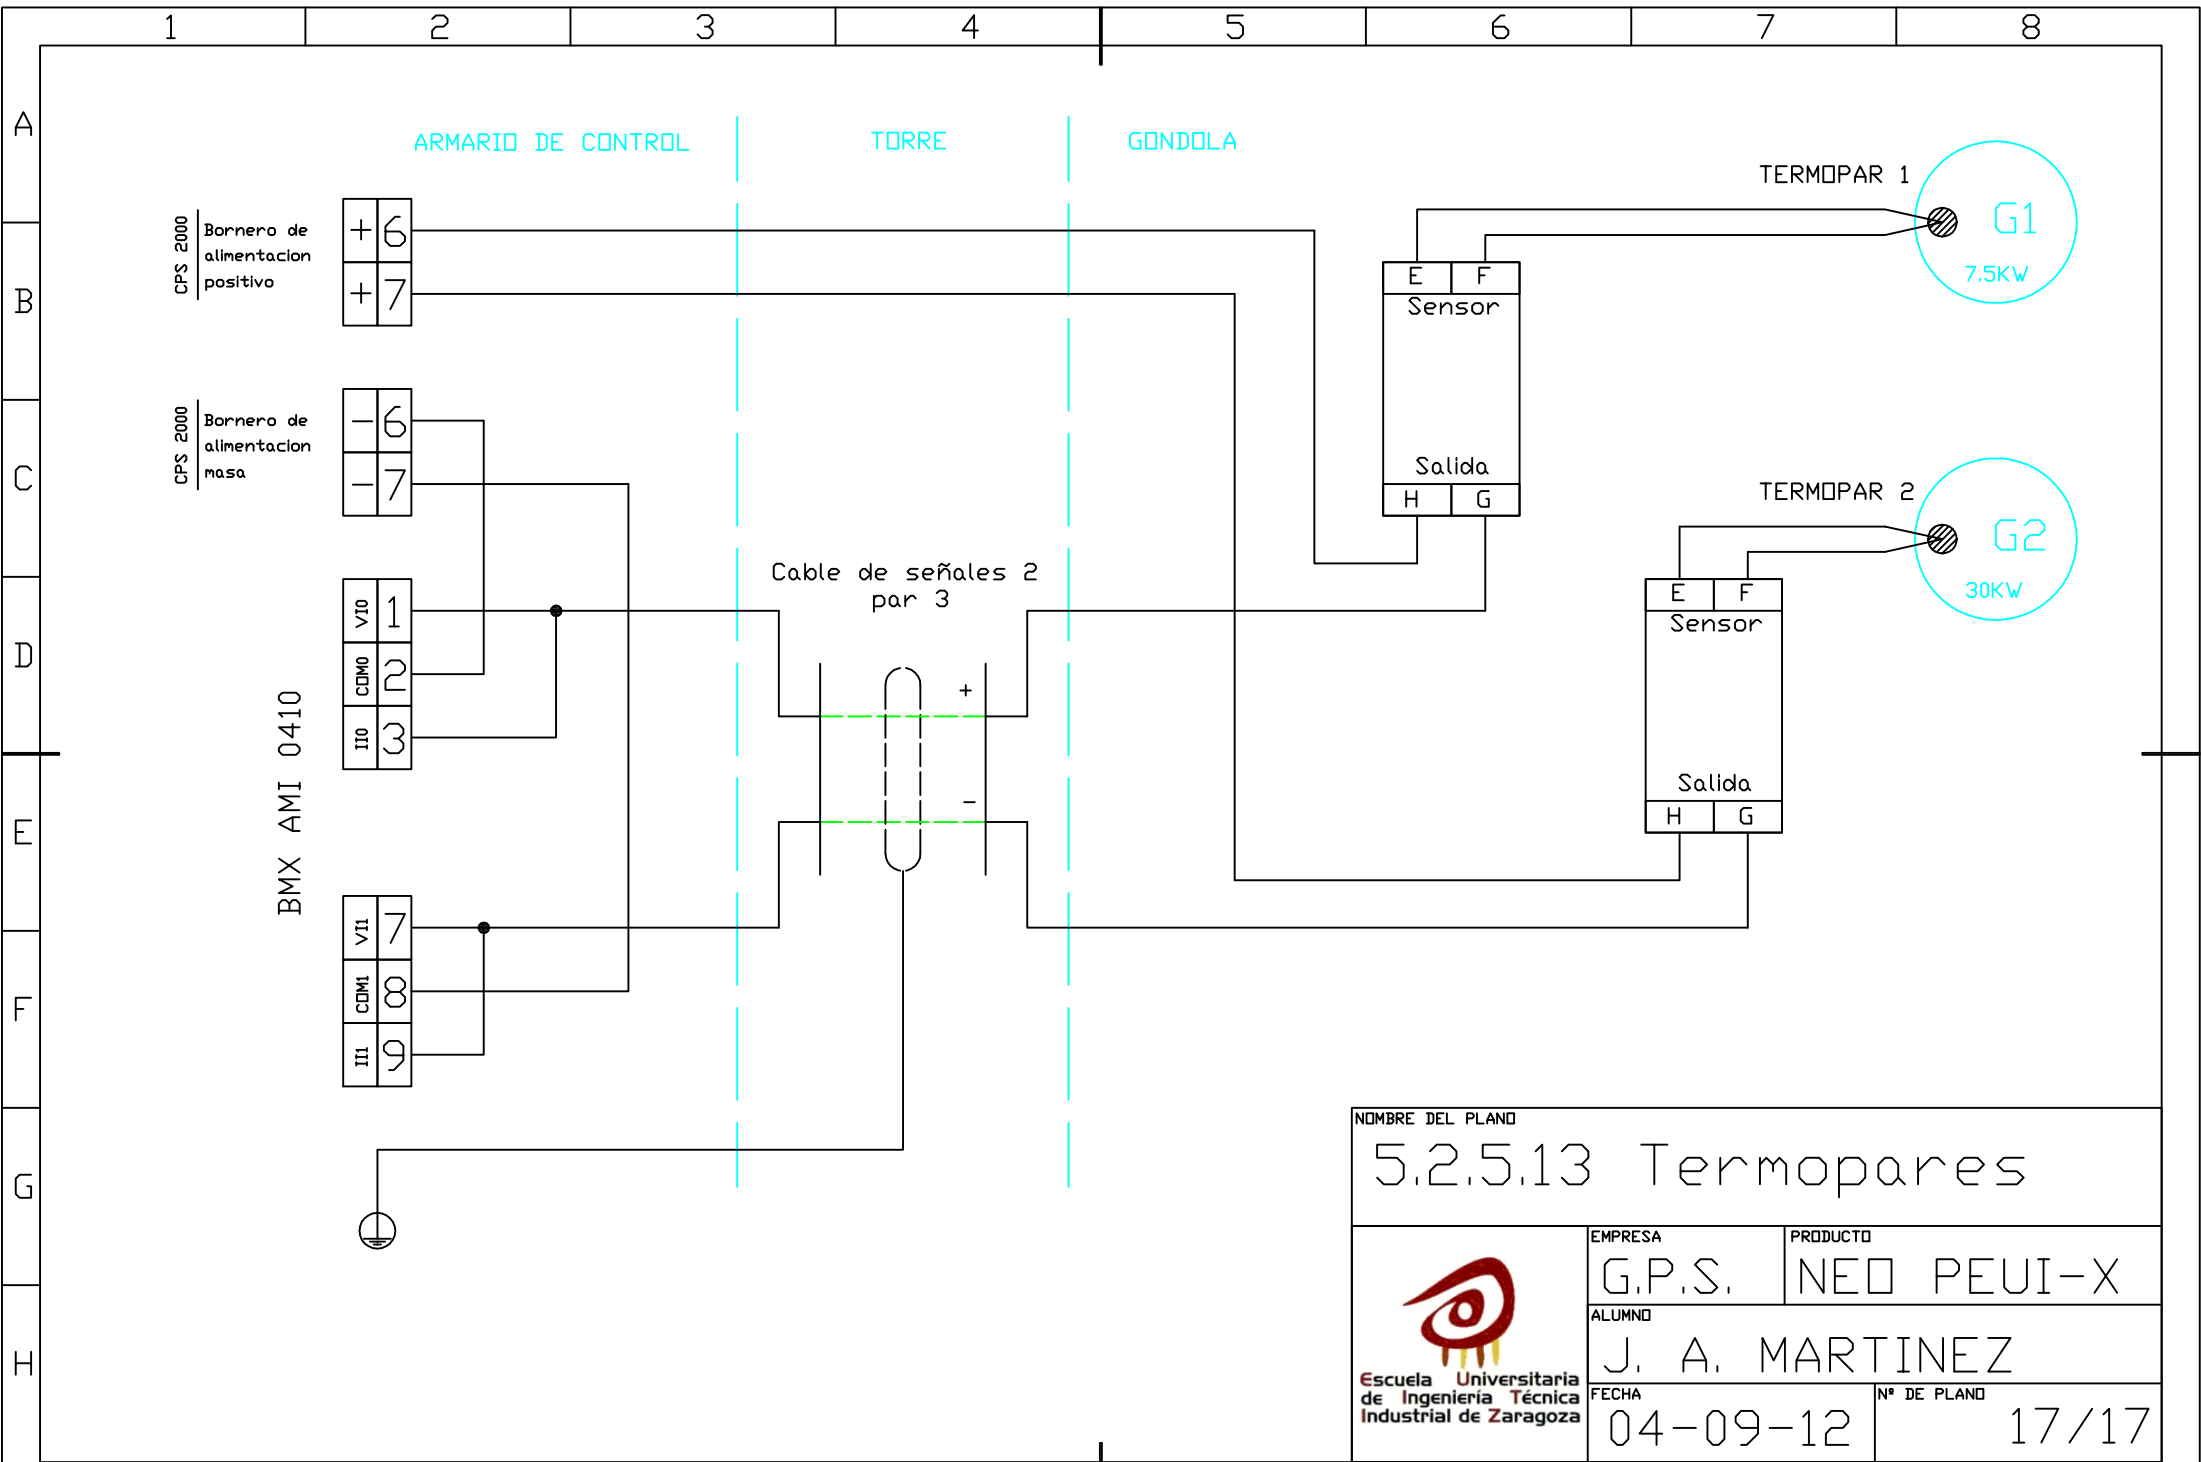 1 2 3 4 5 6 7 8
A
B
C
D
E
F
G
H
ARMARIO DE CONTROL
TORRE
GONDOLA
CPS 2000
Bornero de
alimentacion
positivo
+ 6
+ 7
CPS 2000
Bornero de
alimentacion
masa
- 6
- 7
BMX AMI 0410
VI0 1
COM0 2
II0 3
VI1 7
COM1 8
II1 9
Cable de señales 2
par 3
+
-
TERMOPAR 1
G1
7.5KW
E F
Sensor
Salida
H G
TERMOPAR 2
G2
30KW
E F
Sensor
Salida
H G
NOMBRE DEL PLANO
5.2.5.13 Termopares
EMPRESA
G.P.S.
PRODUCTO
NEO PEUI-X
ALUMNO
J. A. MARTINEZ
FECHA
04-09-12
Nº DE PLANO
17/17
Escuela Universitaria
de Ingeniería Técnica
Industrial de Zaragoza